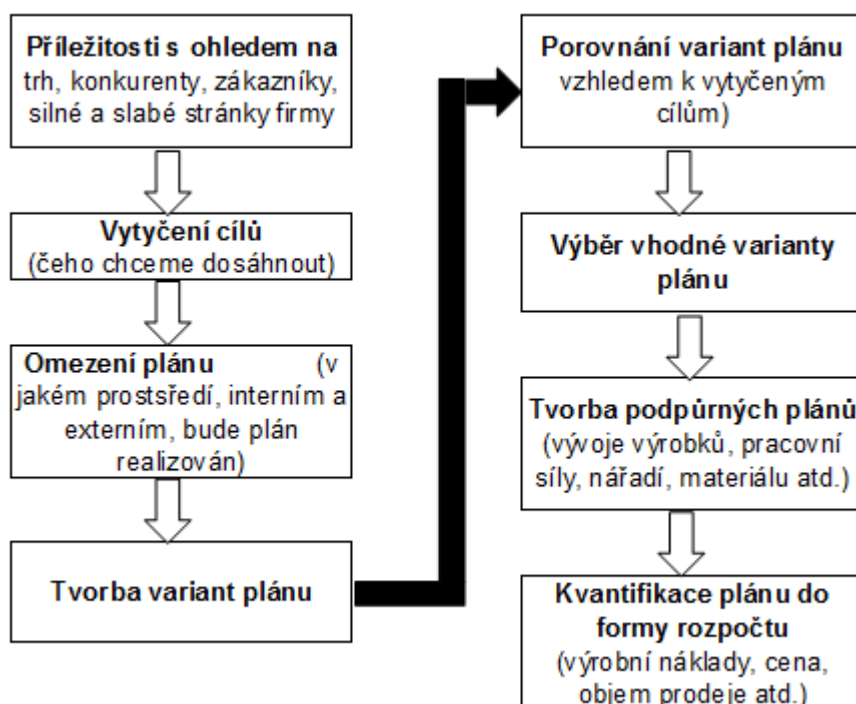 Příležitosti s ohledem na
trh, konkurenty, zákazníky,
silné a slabé stránky firmy
Vytyčení cílů
(čeho chceme dosáhnout)
Omezení plánu (v
jakém prostsředí, interním a
externím, bude plán
realizován)
Tvorba variant plánu
Porovnání variant plánu
vzhledem k vytyčeným
cílům)
Výběr vhodné varianty
plánu
Tvorba podpůrných plánů
(vývoje výrobků, pracovní
síly, nářadí, materiálu atd.)
Kvantifikace plánu do
formy rozpočtu
(výrobní náklady, cena,
objem prodeje atd.)